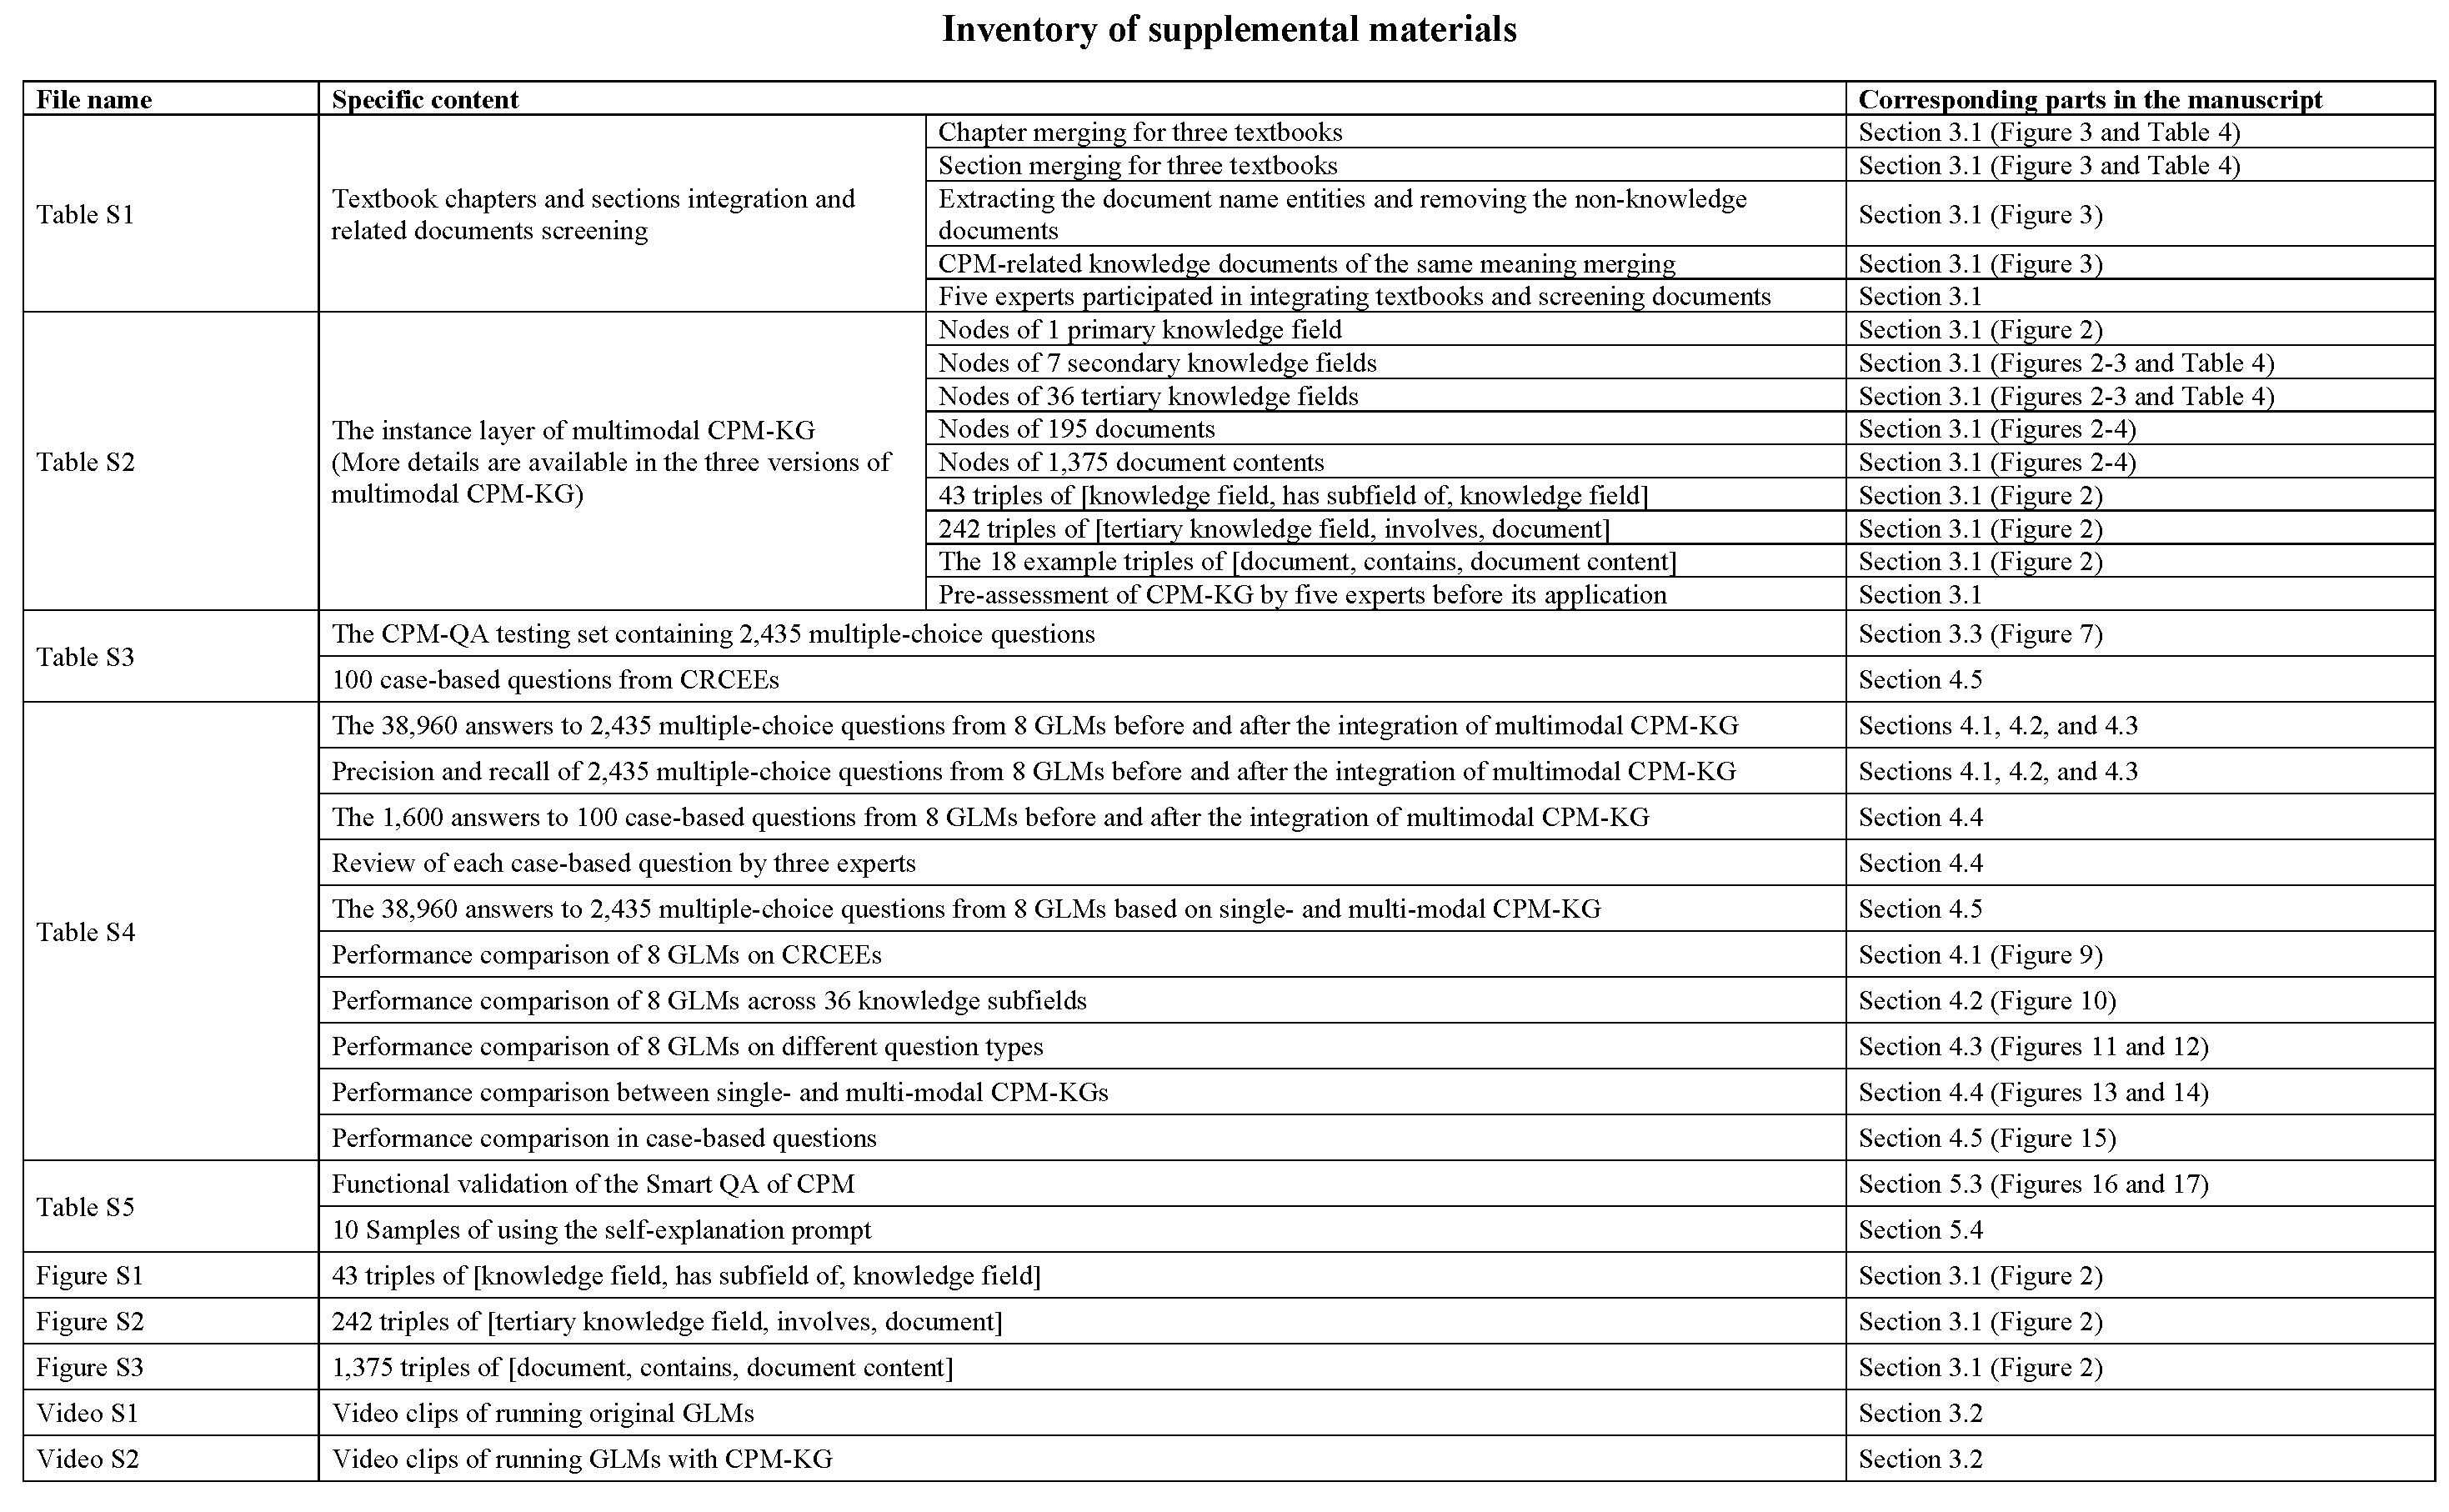 Inventory of supplemental materials
File name Specific content Corresponding parts in the manuscript
Table S1
Textbook chapters and sections integration and
related documents screening
Chapter merging for three textbooks Section 3.1 (Figure 3 and Table 4)
Section merging for three textbooks Section 3.1 (Figure 3 and Table 4)
Extracting the document name entities and removing the non-knowledge
documents
Section 3.1 (Figure 3)
CPM-related knowledge documents of the same meaning merging Section 3.1 (Figure 3)
Five experts participated in integrating textbooks and screening documents Section 3.1
Table S2
The instance layer of multimodal CPM-KG
(More details are available in the three versions of
multimodal CPM-KG)
Nodes of 1 primary knowledge field Section 3.1 (Figure 2)
Nodes of 7 secondary knowledge fields Section 3.1 (Figures 2-3 and Table 4)
Nodes of 36 tertiary knowledge fields Section 3.1 (Figures 2-3 and Table 4)
Nodes of 195 documents Section 3.1 (Figures 2-4)
Nodes of 1,375 document contents Section 3.1 (Figures 2-4)
43 triples of [knowledge field, has subfield of, knowledge field] Section 3.1 (Figure 2)
242 triples of [tertiary knowledge field, involves, document] Section 3.1 (Figure 2)
The 18 example triples of [document, contains, document content] Section 3.1 (Figure 2)
Pre-assessment of CPM-KG by five experts before its application Section 3.1
Table S3
The CPM-QA testing set containing 2,435 multiple-choice questions Section 3.3 (Figure 7)
100 case-based questions from CRCEEs Section 4.5
Table S4
The 38,960 answers to 2,435 multiple-choice questions from 8 GLMs before and after the integration of multimodal CPM-KG Sections 4.1, 4.2, and 4.3
Precision and recall of 2,435 multiple-choice questions from 8 GLMs before and after the integration of multimodal CPM-KG Sections 4.1, 4.2, and 4.3
The 1,600 answers to 100 case-based questions from 8 GLMs before and after the integration of multimodal CPM-KG Section 4.4
Review of each case-based question by three experts Section 4.4
The 38,960 answers to 2,435 multiple-choice questions from 8 GLMs based on single- and multi-modal CPM-KG Section 4.5
Performance comparison of 8 GLMs on CRCEEs Section 4.1 (Figure 9)
Performance comparison of 8 GLMs across 36 knowledge subfields Section 4.2 (Figure 10)
Performance comparison of 8 GLMs on different question types Section 4.3 (Figures 11 and 12)
Performance comparison between single- and multi-modal CPM-KGs Section 4.4 (Figures 13 and 14)
Performance comparison in case-based questions Section 4.5 (Figure 15)
Table S5
Functional validation of the Smart QA of CPM Section 5.3 (Figures 16 and 17)
10 Samples of using the self-explanation prompt Section 5.4
Figure S1 43 triples of [knowledge field, has subfield of, knowledge field] Section 3.1 (Figure 2)
Figure S2 242 triples of [tertiary knowledge field, involves, document] Section 3.1 (Figure 2)
Figure S3 1,375 triples of [document, contains, document content] Section 3.1 (Figure 2)
Video S1 Video clips of running original GLMs Section 3.2
Video S2 Video clips of running GLMs with CPM-KG Section 3.2